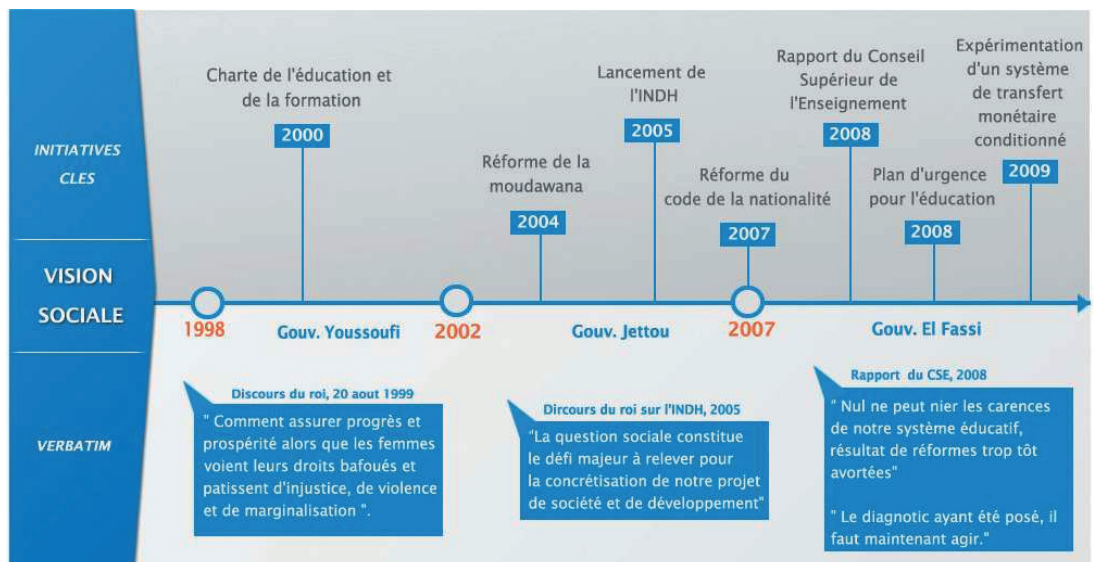 INITIATIVES
CLES
VISION
SOCIALE
VERBATIM
Charte de l'éducation et
de la formation
2000
Réforme de la
moudawana
2004
Lancement de
l'INDH
2005
Réforme du
code de la nationalité
2007
Rapport du Conseil
Supérieur de
l'Enseignement
2008
Plan d'urgence
pour l'éducation
2008
Expérimentation
d'un système
de transfert
monétaire
conditionné
2009
1998
Gouv. Youssoufi
2002
Gouv. Jettou
2007
Gouv. El Fassi
Discours du roi, 20 aout 1999
" Comment assurer progrès et
prospérité alors que les femmes
voient leurs droits bafoués et
patissent d'injustice, de violence
et de marginalisation ".
Dircours du roi sur l'INDH, 2005
"La question sociale constitue
le défi majeur à relever pour
la concrétisation de notre projet
de société et de développement"
Rapport du CSE, 2008
" Nul ne peut nier les carences
de notre système éducatif,
résultat de réformes trop tôt
avortées"
" Le diagnotic ayant été posé, il
faut maintenant agir."